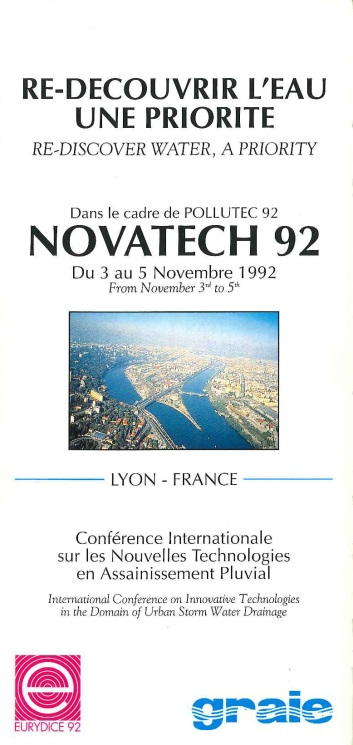 RE-DECOUVRIR L'EAU
UNE PRIORITE
RE-DISCOVER WATER, A PRIORITY
Dans le cadre de POLLUTEC 92
NOVATECH 92
Du 3 au 5 Novembre 1992
From November 3rd to 5th
LYON - FRANCE
Conférence Internationale
sur les Nouvelles Technologies
en Assainissement Pluvial
International Conference on Innovative Technologies
in the Domain of Urban Storm Water Drainage
EURYDICE 92
graie